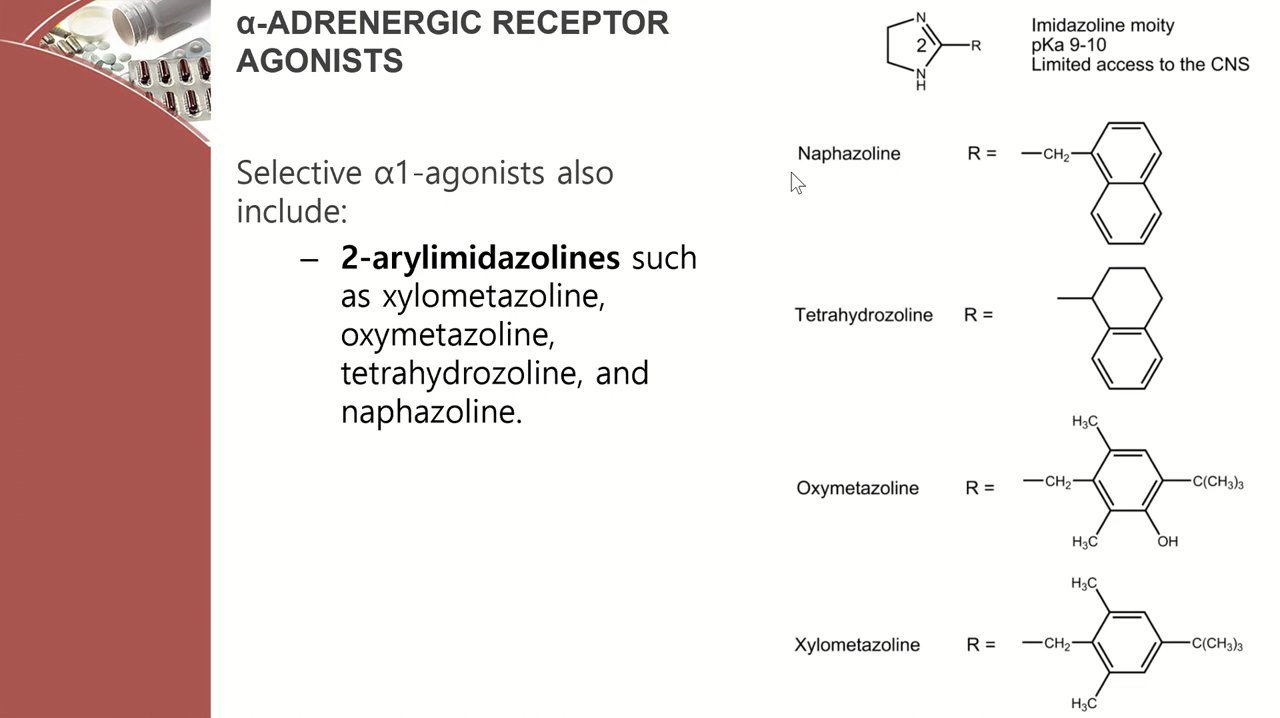 α-ADRENERGIC RECEPTOR
AGONISTS
Selective α1-agonists also
include:
– 2-arylimidazolines such
as xylometazoline,
oxymetazoline,
tetrahydrozoline, and
naphazoline.
N
2
R
N
H
Imidazoline moity
pKa 9-10
Limited access to the CNS
Naphazoline R = CH₂
Tetrahydrozoline R =
H₃C
Oxymetazoline R = CH₂ C(CH₃)₃
H₃C OH
H₃C
Xylometazoline R = CH₂ C(CH₃)₃
H₃C